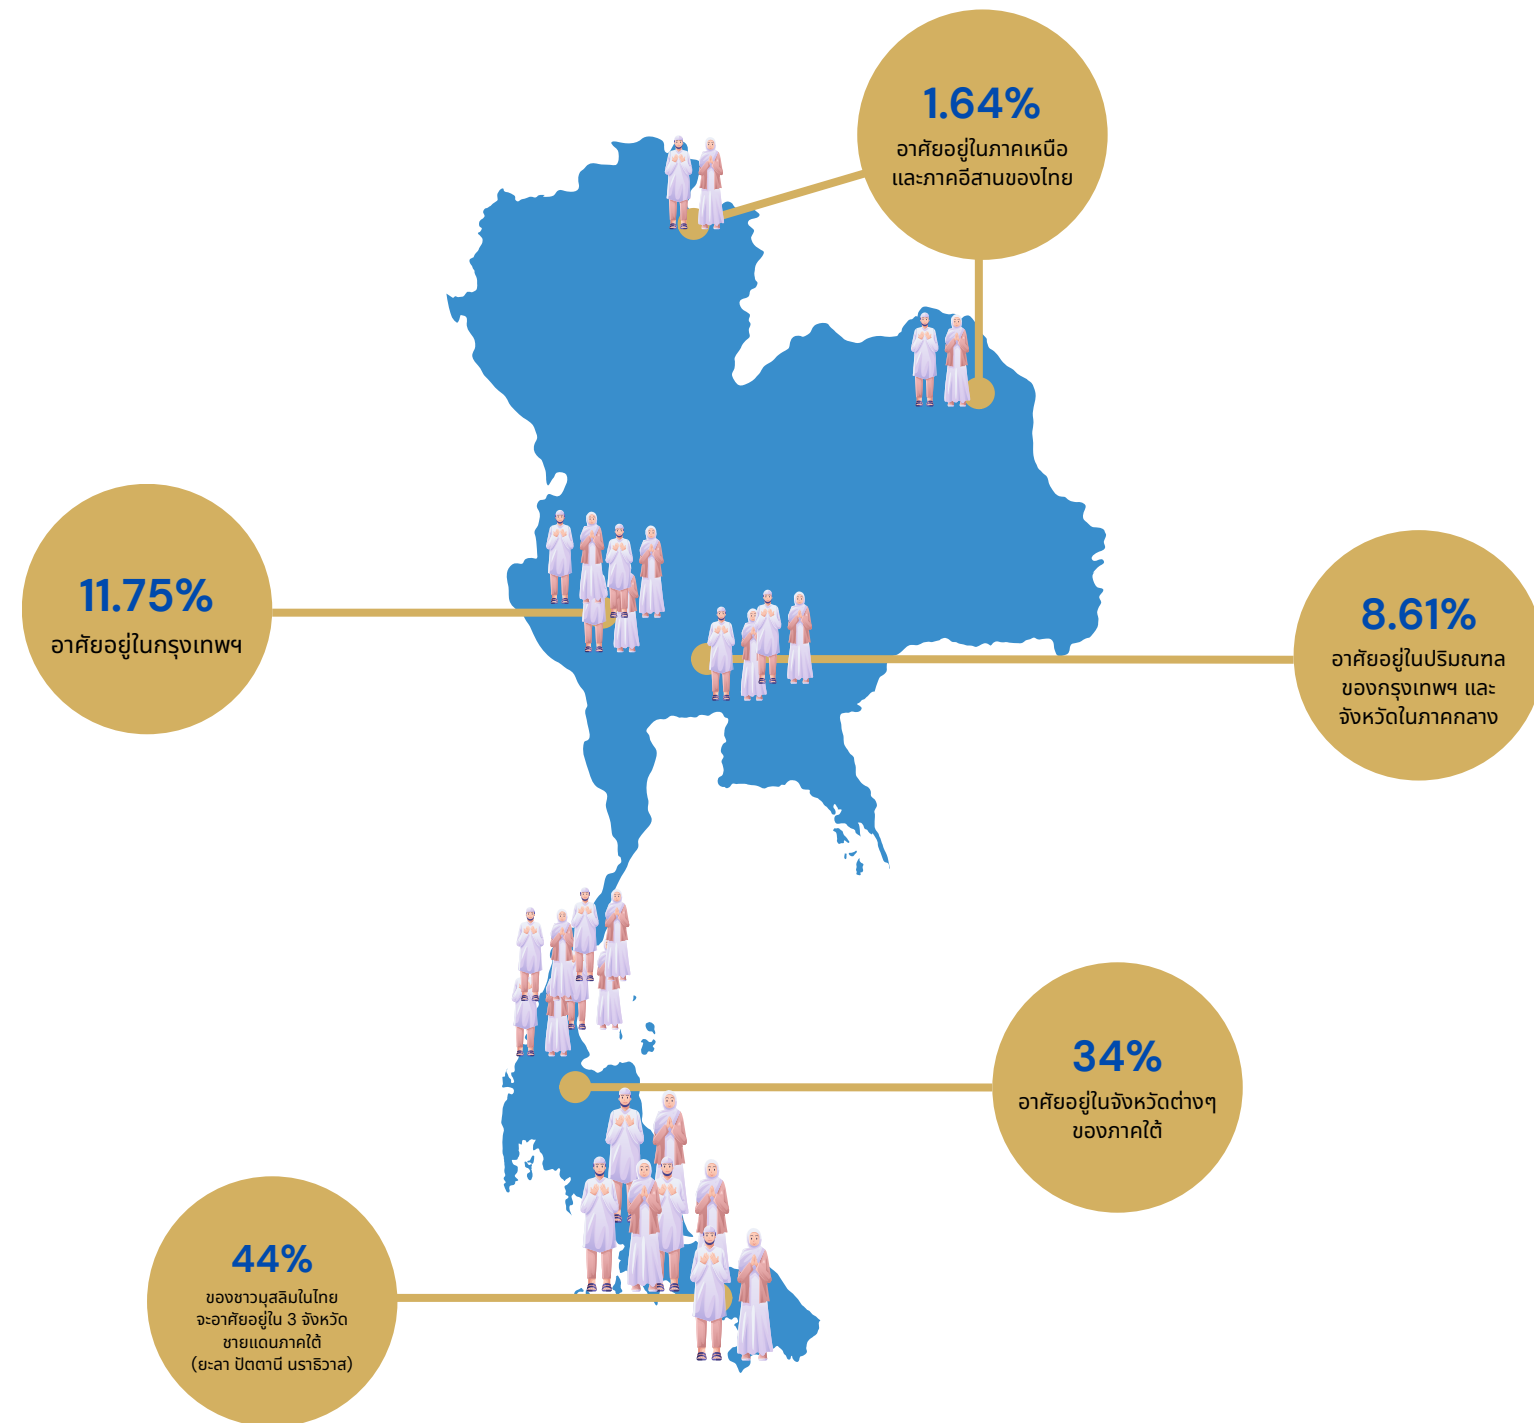 1.64%
อาศัยอยู่ในภาคเหนือ
และภาคอีสานของไทย
11.75%
อาศัยอยู่ในกรุงเทพฯ
8.61%
อาศัยอยู่ในปริมณฑล
ของกรุงเทพฯ และ
จังหวัดในภาคกลาง
34%
อาศัยอยู่ในจังหวัดต่างๆ
ของภาคใต้
44%
ของชาวมุสลิมในไทย
จะอาศัยอยู่ใน 3 จังหวัด
ชายแดนภาคใต้
(ยะลา ปัตตานี นราธิวาส)